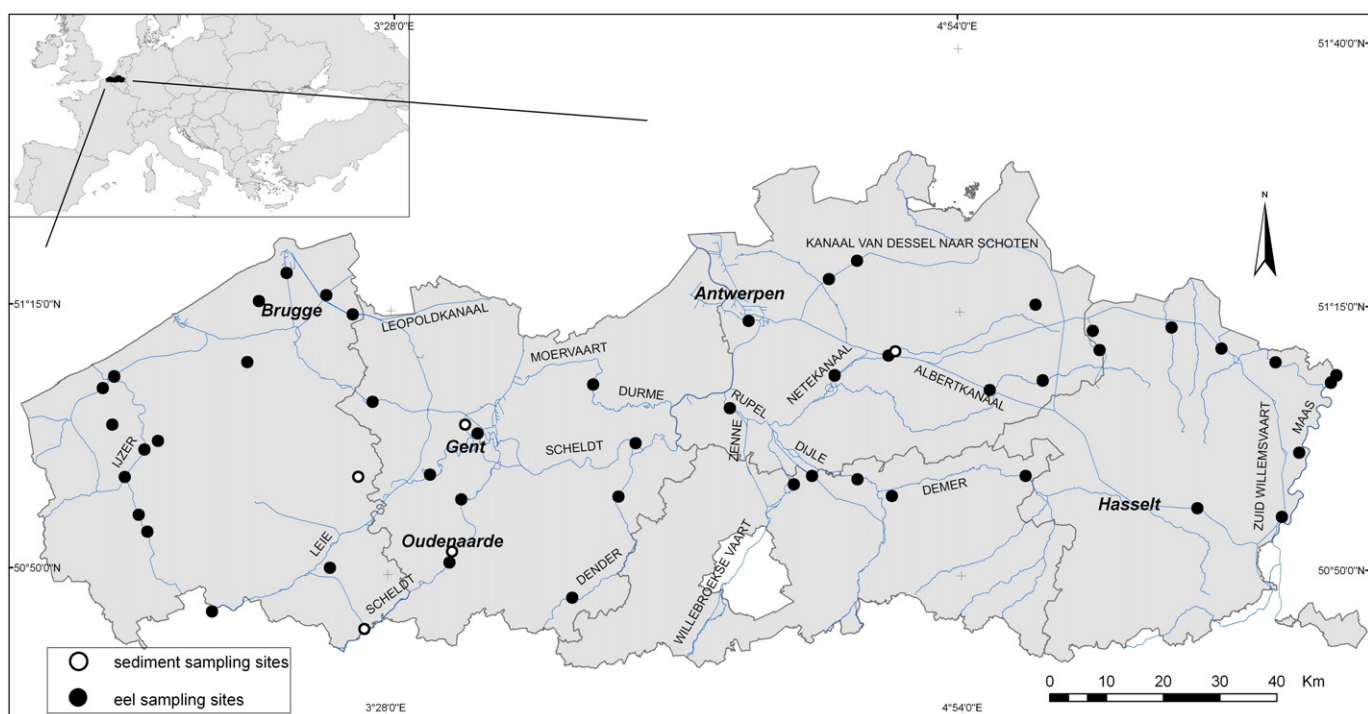 3°28'0"E
4°54'0"E
51°40'0"N
N
KANAAL VAN DESSEL NAAR SCHOTEN
Antwerpen
51°15'0"N
51°15'0"N
Brugge
LEOPOLDKANAAL
MOERVAART
NETEKANAAL
ALBERTKANAAL
DURME
RUPEL
ZUID WILLEMSVAART
MAAS
IJZER
Gent
SCHELDT
ZENNE
DIJLE
DEMER
Hasselt
LEIE
Oudenaarde
50°50'0"N
SCHELDT
DENDER
WILLEBROEKSE VAART
50°50'0"N
sediment sampling sites
eel sampling sites
0 10 20 30 40 Km
3°28'0"E
4°54'0"E